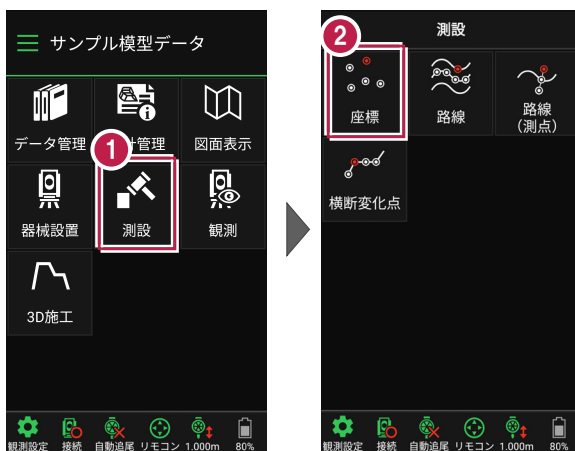 サンプル模型データ
データ管理
計管理
図面表示
1
器械設置
測設
観測
3D施工
観測設定
接続
自動追尾
リモコン
1.000m
80%
2
測設
座標
路線
路線
(測点)
横断変化点
観測設定
接続
自動追尾
リモコン
1.000m
80%